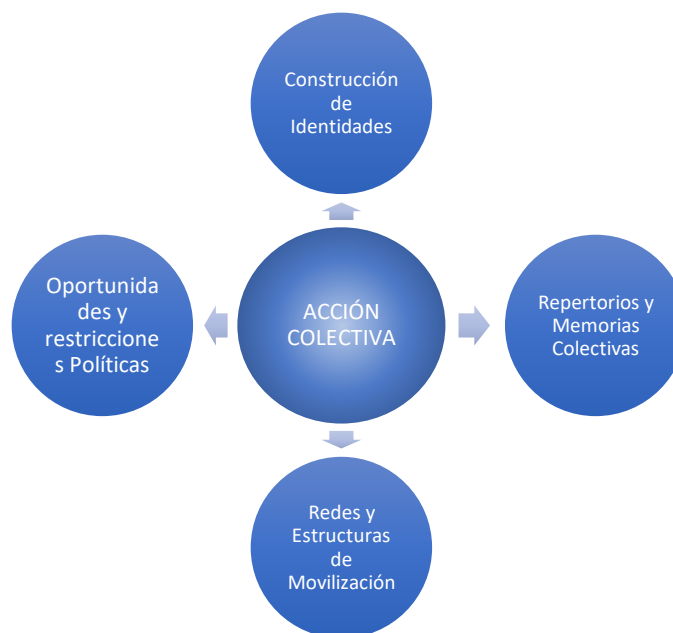 Construcción
de
Identidades
Oportunida
des y
restriccione
s Políticas
ACCIÓN
COLECTIVA
Repertorios y
Memorias
Colectivas
Redes y
Estructuras
de
Movilización